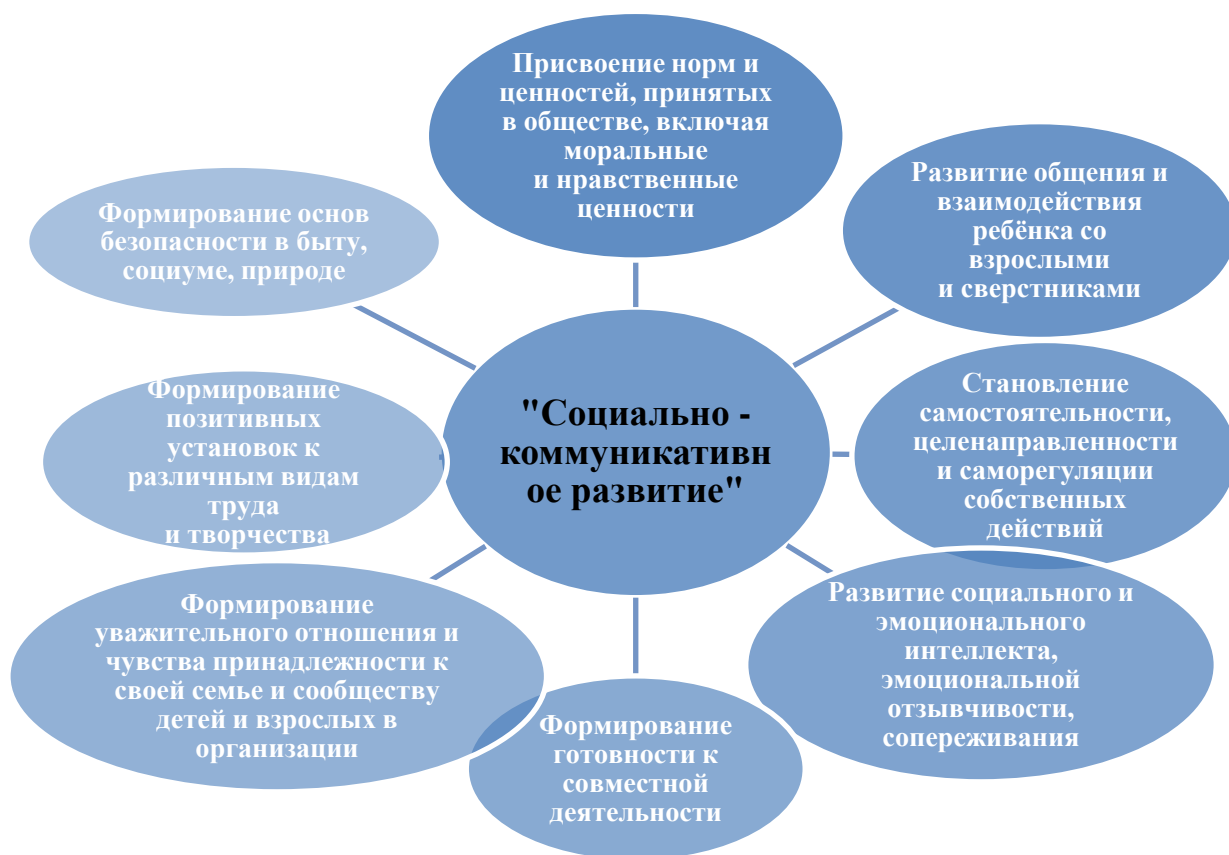 Присвоение норм и
ценностей, принятых
в обществе, включая
моральные
и нравственные
ценности
Развитие общения и
взаимодействия
ребёнка со
взрослыми
и сверстниками
Становление
самостоятельности,
целенаправленности
и саморегуляции
собственных
действий
Развитие социального и
эмоционального
интеллекта,
эмоциональной
отзывчивости,
сопереживания
Формирование
готовности к
совместной
деятельности
Формирование
уважительного отношения и
чувства принадлежности к
своей семье и сообществу
детей и взрослых в
организации
Формирование
позитивных
установок к
различным видам
труда
и творчества
Формирование основ
безопасности в быту,
социуме, природе
"Социально -
коммуникативн
ое развитие"